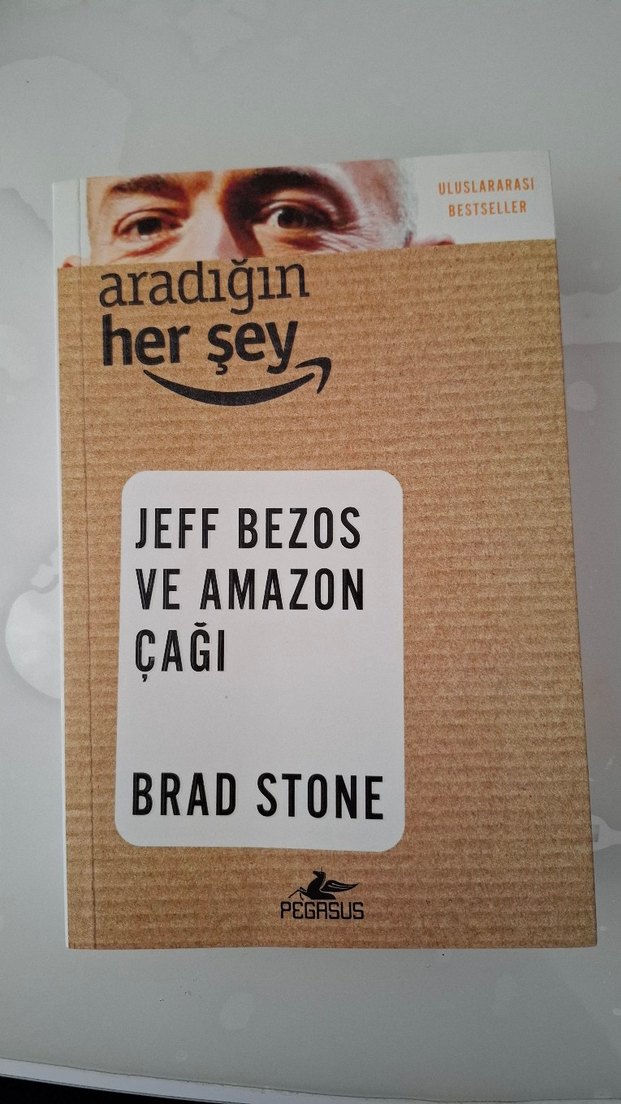 ULUSLARARASI
BESTSELLER
aradığın
her şey
JEFF BEZOS
VE AMAZON
ÇAĞI
BRAD STONE
PEGASUS